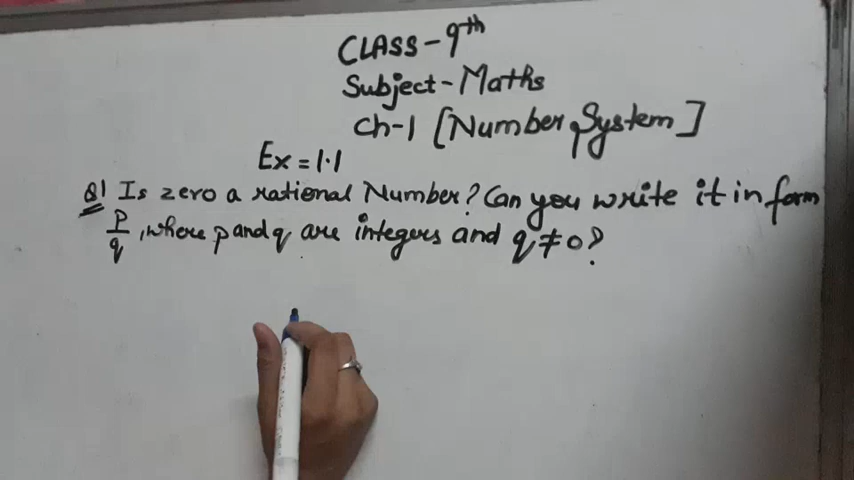 CLASS-9th
Subject-Maths
Ch-1 [Number System]
Ex = 1.1
Q1 Is zero a rational Number? Can you write it in form
p/q, where p and q are integers and q ≠ 0?